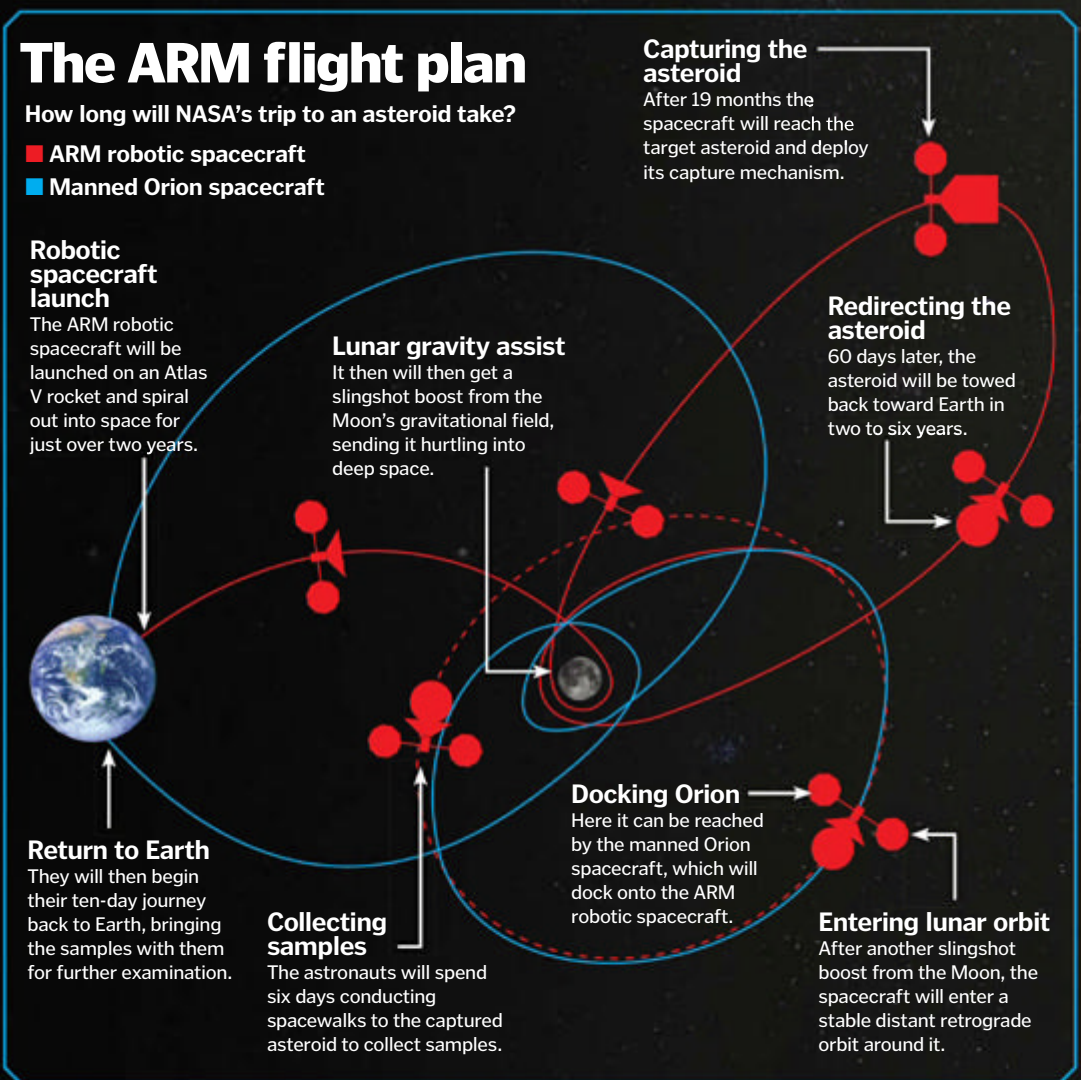 The ARM flight plan
How long will NASA's trip to an asteroid take?
ARM robotic spacecraft
Manned Orion spacecraft
Robotic
spacecraft
launch
The ARM robotic
spacecraft will be
launched on an Atlas
V rocket and spiral
out into space for
just over two years.
Lunar gravity assist
It then will then get a
slingshot boost from the
Moon's gravitational field,
sending it hurtling into
deep space.
Capturing the
asteroid
After 19 months the
spacecraft will reach the
target asteroid and deploy
its capture mechanism.
Redirecting the
asteroid
60 days later, the
asteroid will be towed
back toward Earth in
two to six years.
Entering lunar orbit
After another slingshot
boost from the Moon, the
spacecraft will enter a
stable distant retrograde
orbit around it.
Docking Orion
Here it can be reached
by the manned Orion
spacecraft, which will
dock onto the ARM
robotic spacecraft.
Collecting
samples
The astronauts will spend
six days conducting
spacewalks to the captured
asteroid to collect samples.
Return to Earth
They will then begin
their ten-day journey
back to Earth, bringing
the samples with them
for further examination.